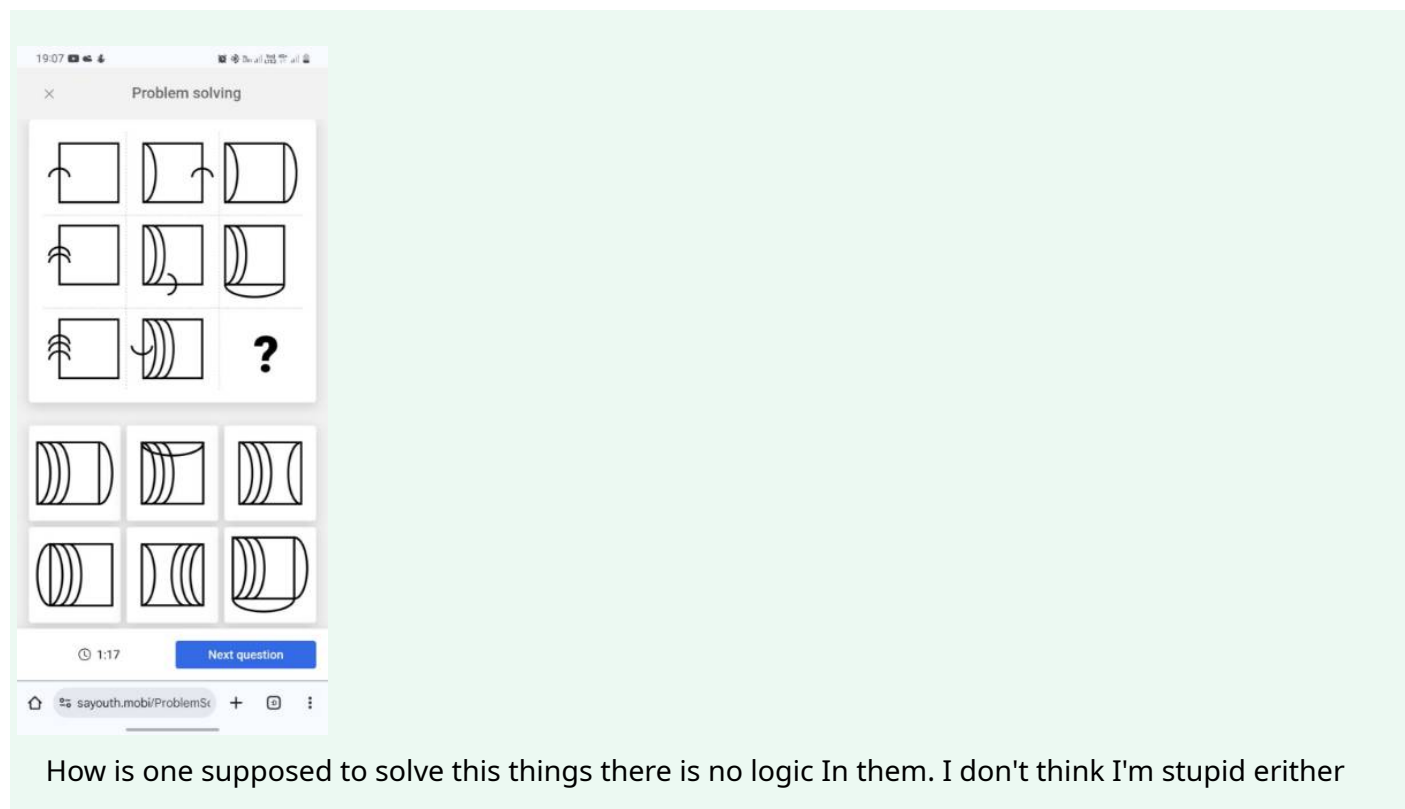 19:07
Problem solving
?
1:17
Next question
sayouth.mobi/ProblemSo
How is one supposed to solve this things there is no logic In them. I don't think I'm stupid erither